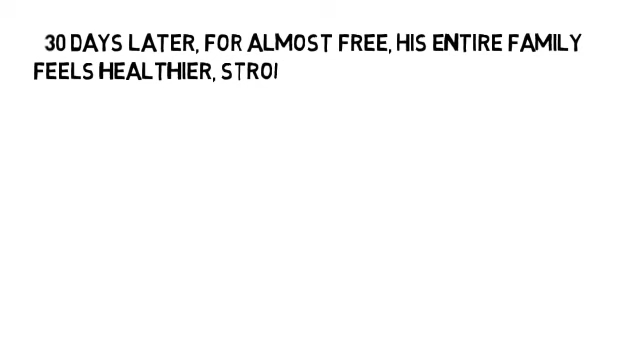 30 DAYS LATER, FOR ALMOST FREE, HIS ENTIRE FAMILY
FEELS HEALTHIER,